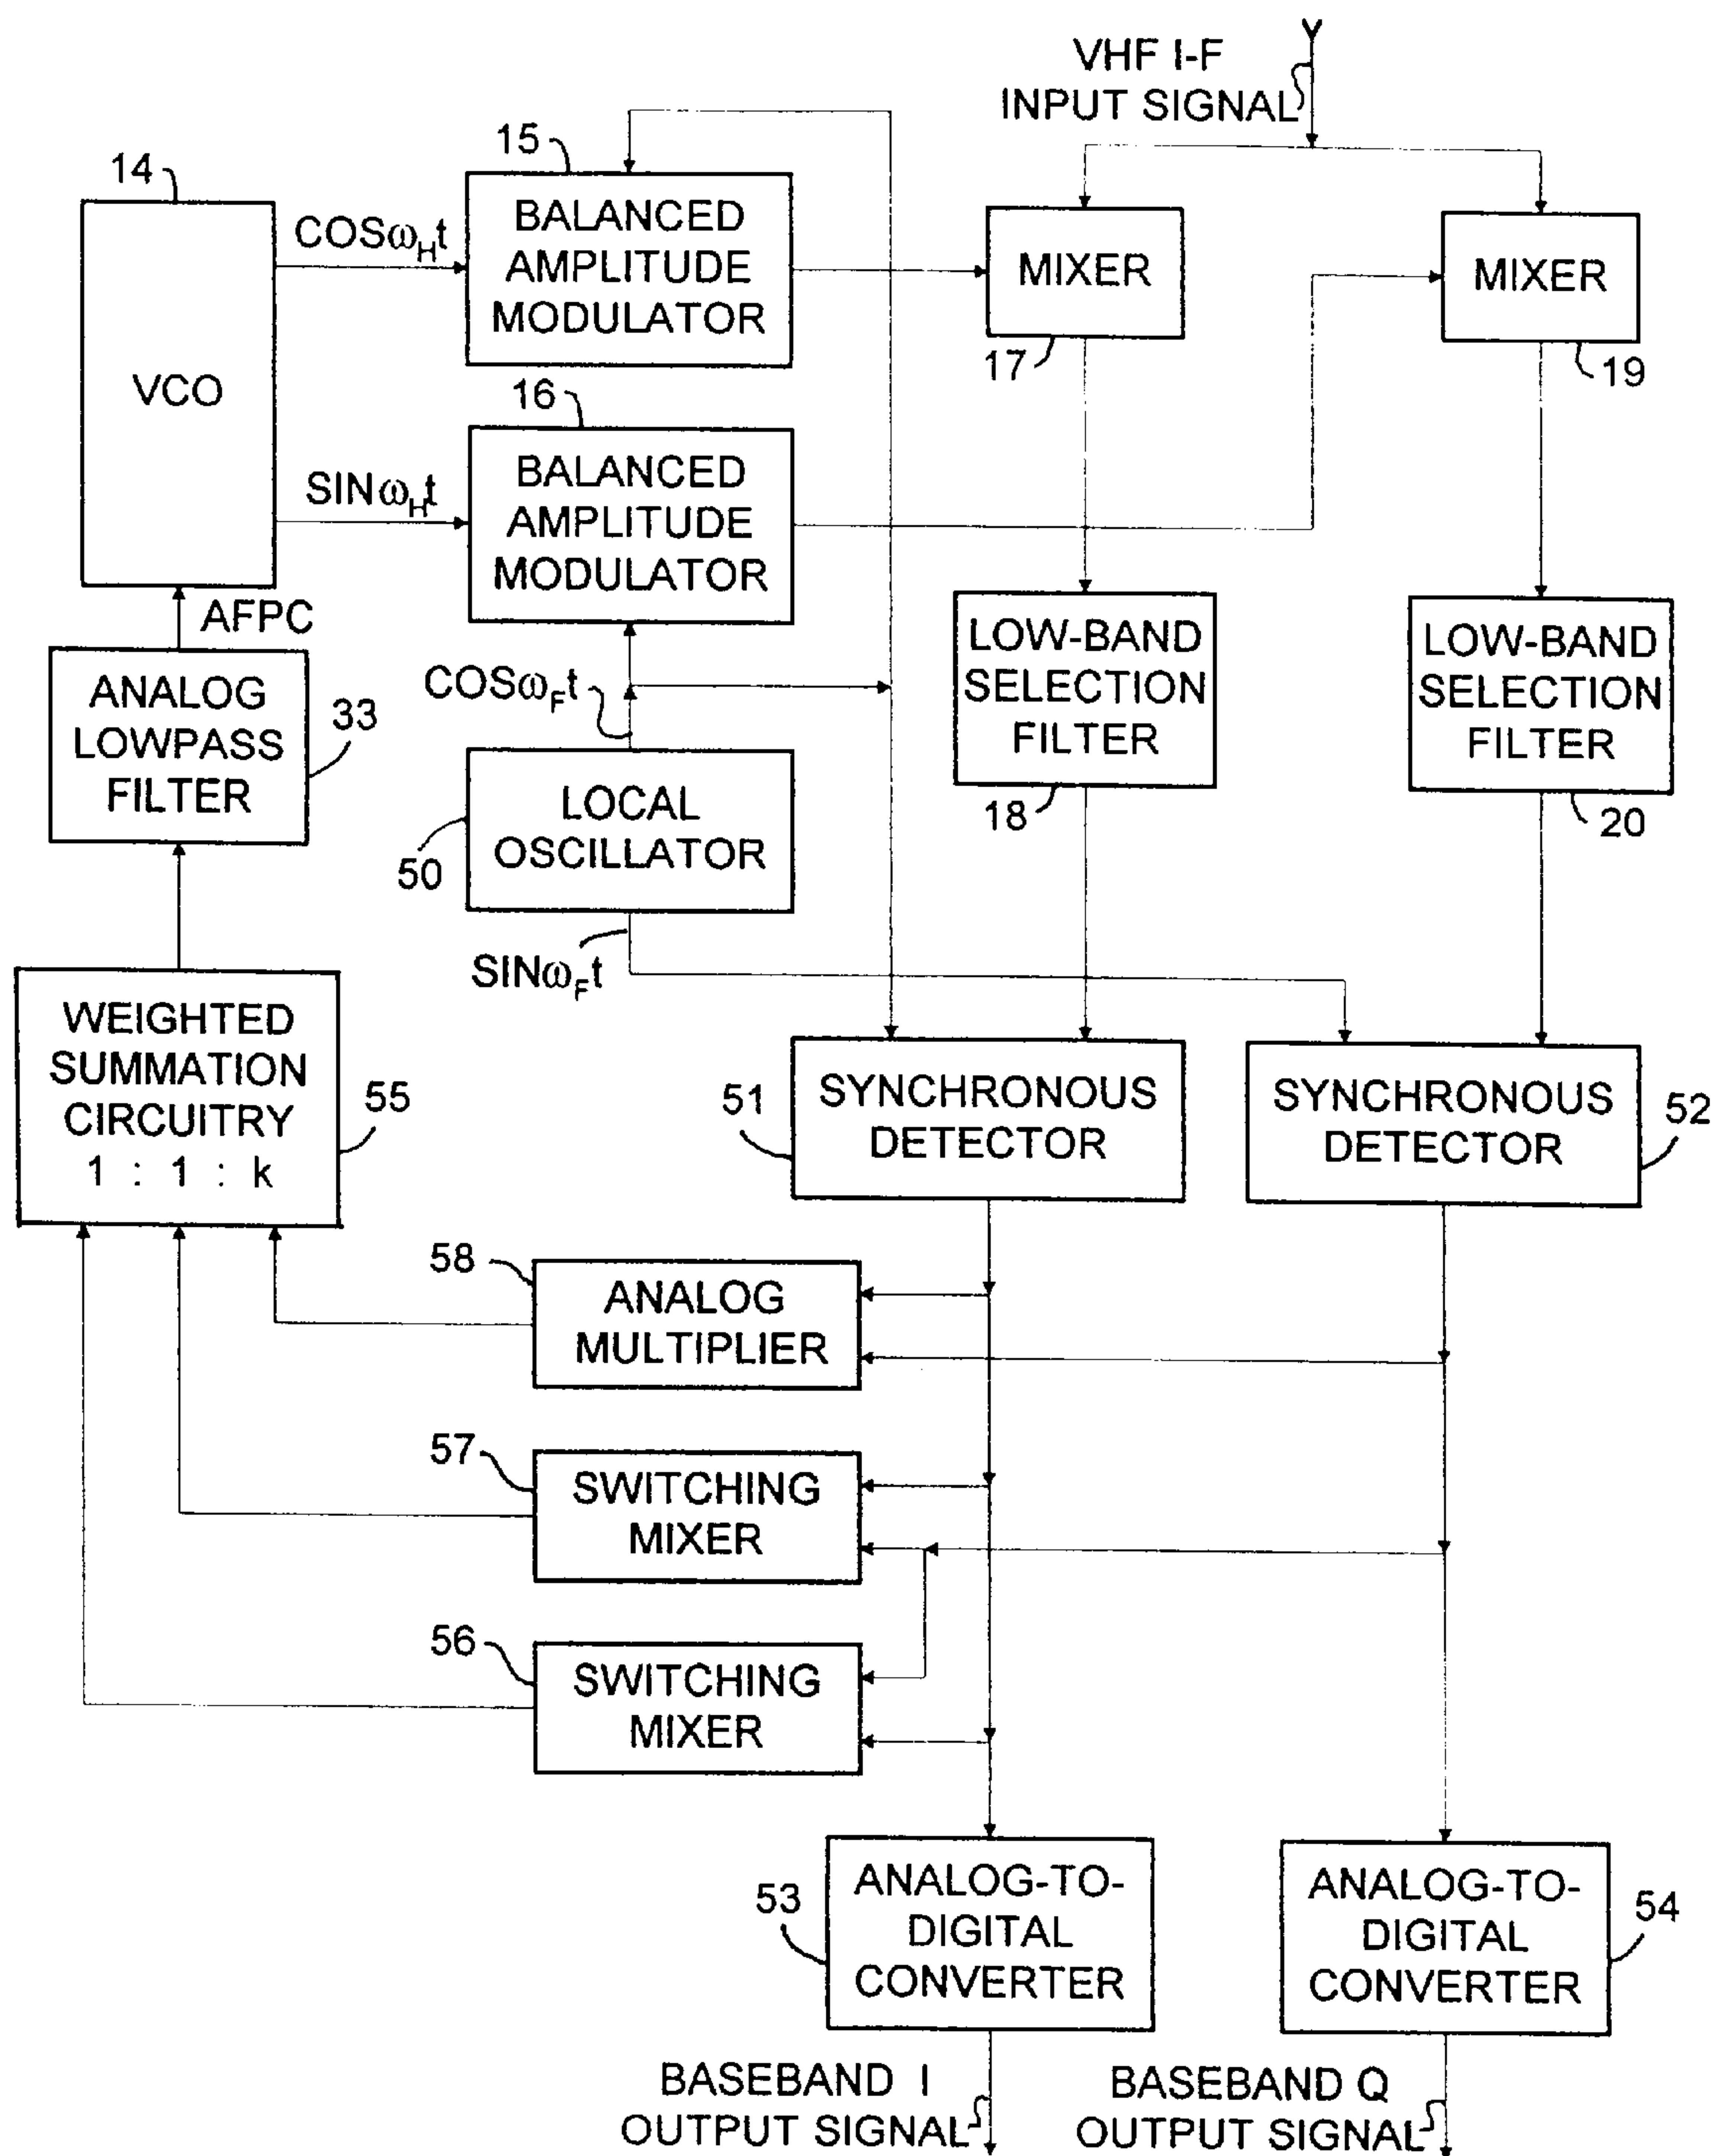 VHF I-F
INPUT SIGNAL
14
VCO
COSωHt
SINωHt
15
BALANCED
AMPLITUDE
MODULATOR
MIXER
17
MIXER
19
16
BALANCED
AMPLITUDE
MODULATOR
AFPC
ANALOG
LOWPASS
FILTER
33
COSωFt
LOCAL
OSCILLATOR
50
SINωFt
LOW-BAND
SELECTION
FILTER
18
LOW-BAND
SELECTION
FILTER
20
WEIGHTED
SUMMATION
CIRCUITRY
1 : 1 : k
55
51
SYNCHRONOUS
DETECTOR
SYNCHRONOUS
DETECTOR
52
58
ANALOG
MULTIPLIER
57
SWITCHING
MIXER
56
SWITCHING
MIXER
53
ANALOG-TO-
DIGITAL
CONVERTER
ANALOG-TO-
DIGITAL
CONVERTER
54
BASEBAND I
OUTPUT SIGNAL
BASEBAND Q
OUTPUT SIGNAL